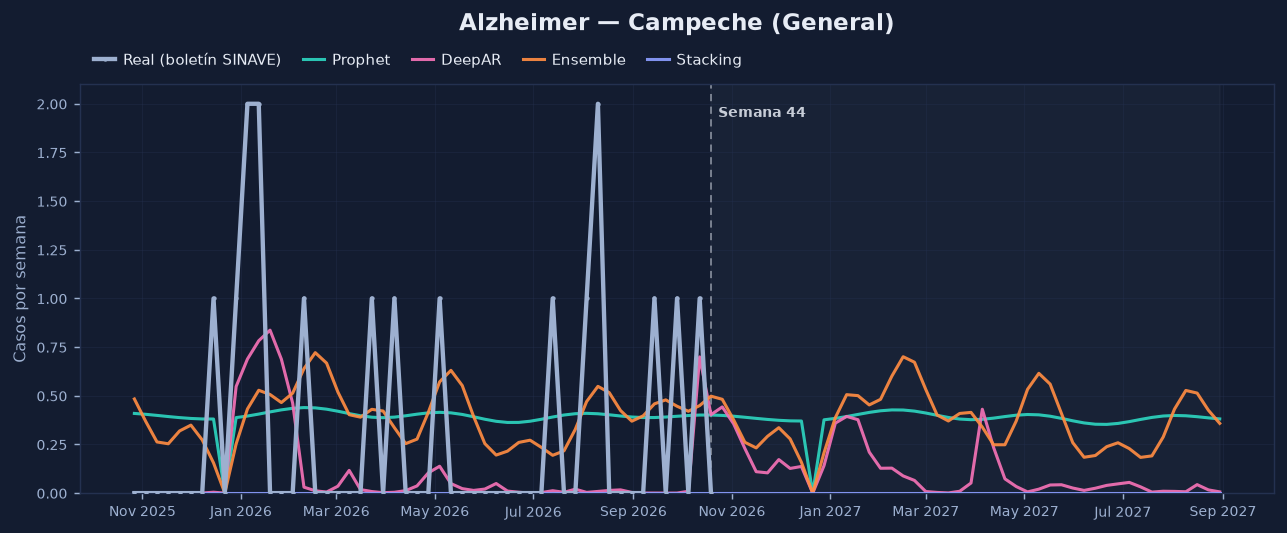 Alzheimer — Campeche (General)
Real (boletín SINAVE) Prophet DeepAR Ensemble Stacking
2.00
Semana 44
1.75
1.50
1.25
1.00
0.75
0.50
0.25
0.00
Casos por semana
Nov 2025 Jan 2026 Mar 2026 May 2026 Jul 2026 Sep 2026 Nov 2026 Jan 2027 Mar 2027 May 2027 Jul 2027 Sep 2027